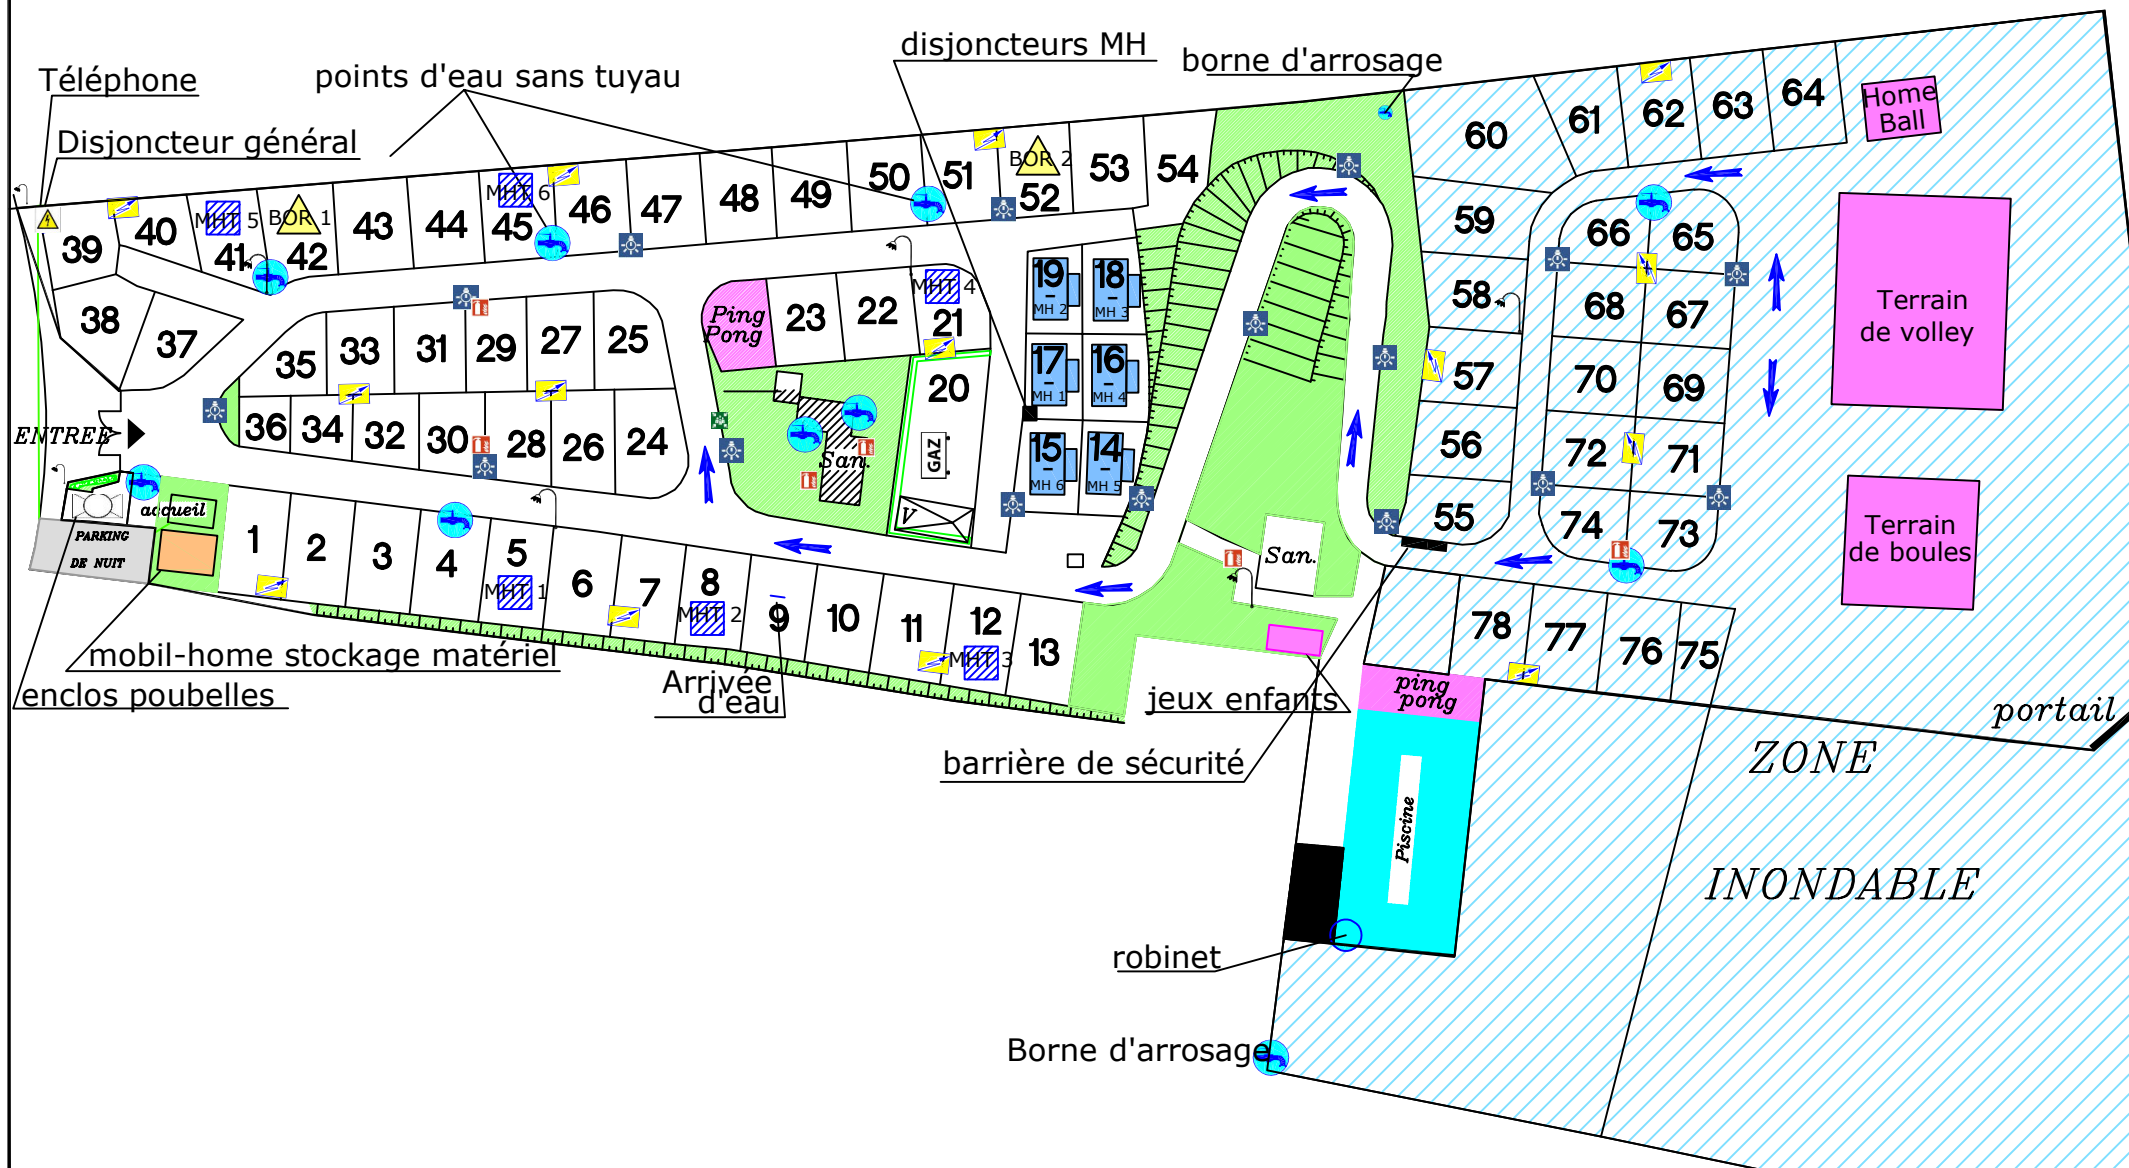 disjoncteurs MH
borne d'arrosage
Téléphone
points d'eau sans tuyau
Disjoncteur général
Home
Ball
60
61
62
63
64
39
40
MHT 5
41
BOR 1
42
43
44
MHT 6
45
46
47
48
49
50
51
BOR 2
52
53
54
59
66
65
38
37
35
33
31
29
27
25
Ping
Pong
23
22
MHT 4
21
19
MH 2
18
MH 3
58
68
67
Terrain
de volley
17
MH 1
16
MH 4
57
70
69
20
ENTREE
36
34
32
30
28
26
24
San.
GAZ
V
15
MH 6
14
MH 5
56
72
71
55
74
73
Terrain
de boules
accueil
PARKING
DE NUIT
1
2
3
4
5
MHT 1
6
7
8
MHT 2
9
10
11
12
MHT 3
13
San.
78
77
76
75
mobil-home stockage matériel
enclos poubelles
Arrivée
d'eau
jeux enfants
ping
pong
portail
barrière de sécurité
ZONE
INONDABLE
Piscine
robinet
Borne d'arrosage